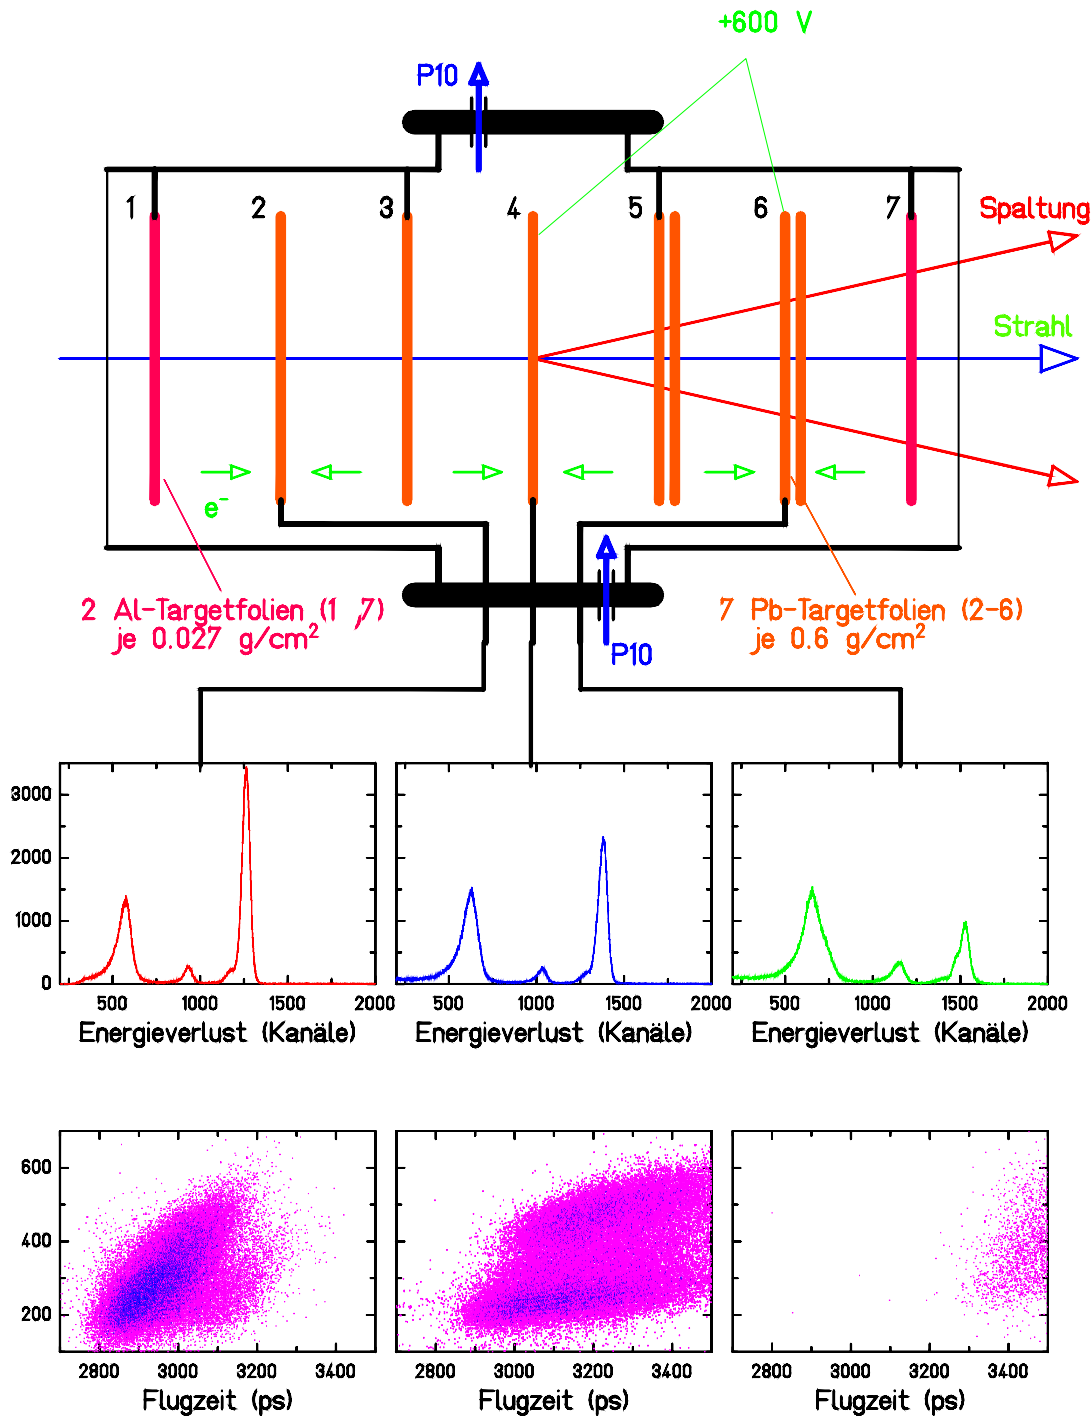 +600 V
P10
1 2 3 4 5 6 7
Spaltung
Strahl
e⁻
2 Al-Targetfolien (1 ,7)
je 0.027 g/cm²
7 Pb-Targetfolien (2-6)
je 0.6 g/cm²
P10
3000
2000
1000
0
500 1000 1500 2000
500 1000 1500 2000
500 1000 1500 2000
Energieverlust (Kanäle)
Energieverlust (Kanäle)
Energieverlust (Kanäle)
600
400
200
2800 3000 3200 3400
2800 3000 3200 3400
2800 3000 3200 3400
Flugzeit (ps)
Flugzeit (ps)
Flugzeit (ps)